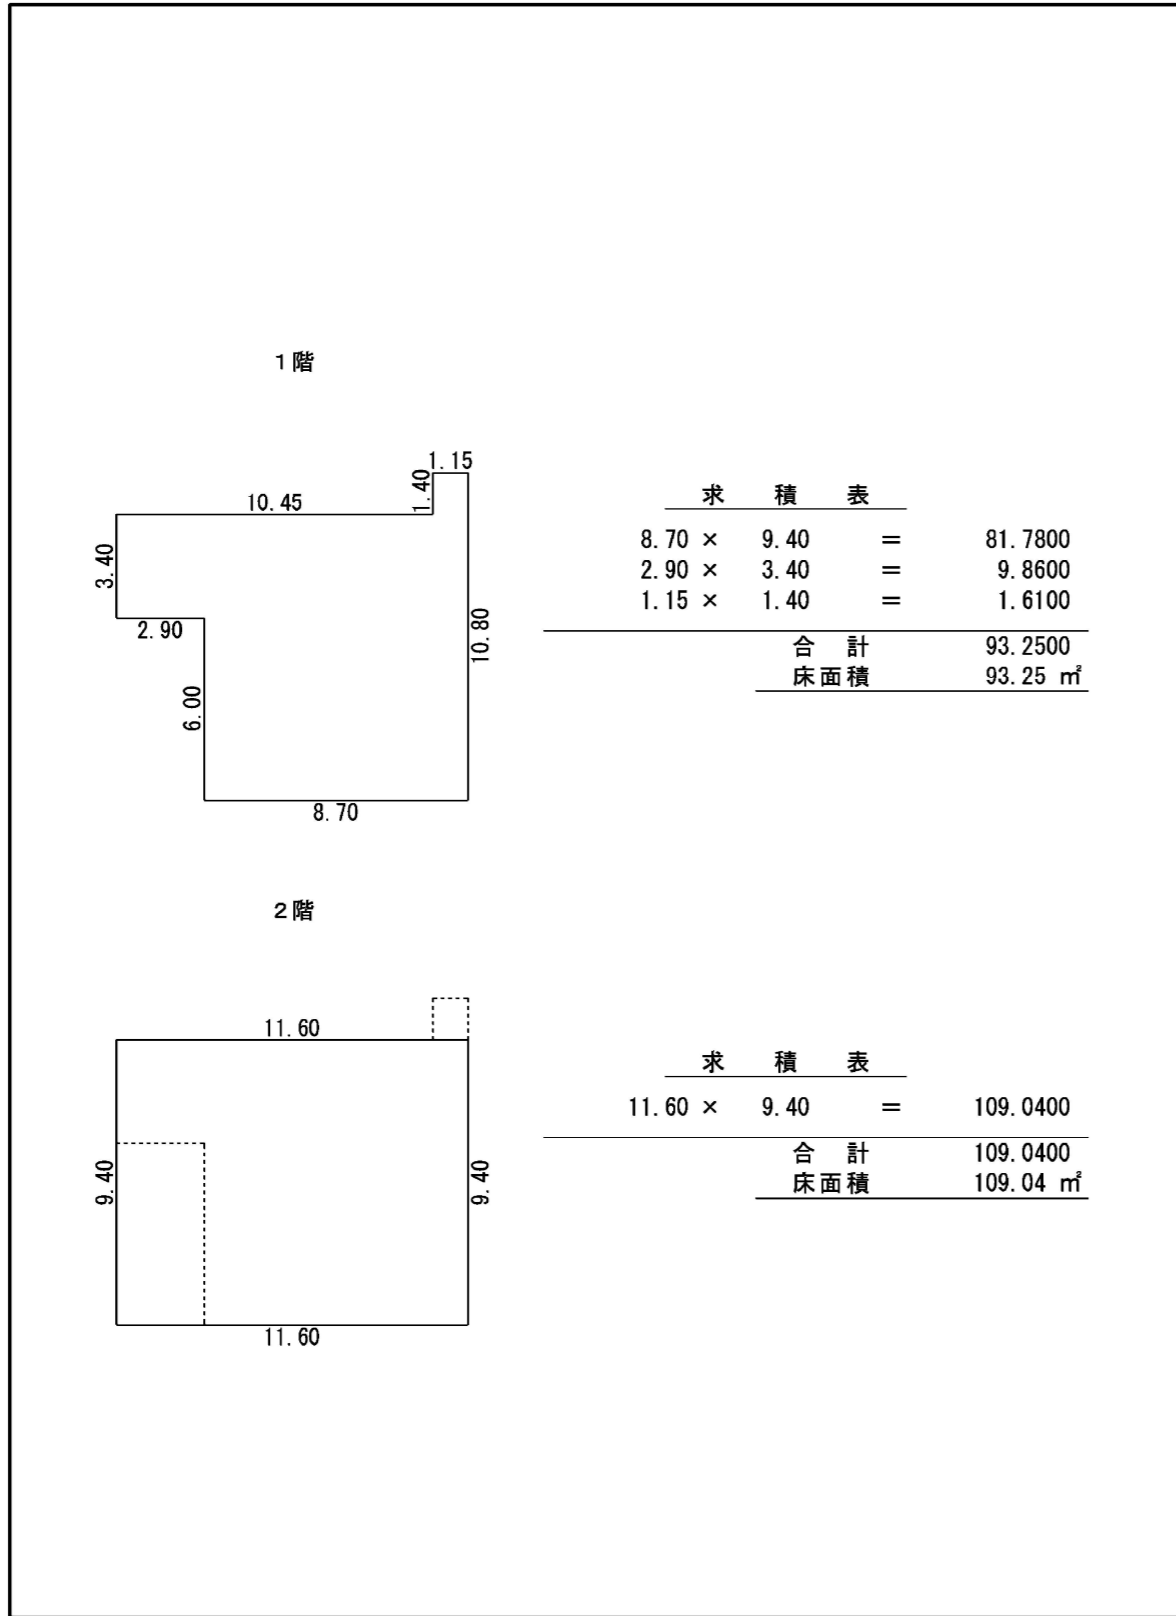 1階
1.15
1.40
10.45
3.40
2.90
10.80
6.00
8.70
求 積 表
8.70 × 9.40 = 81.7800
2.90 × 3.40 = 9.8600
1.15 × 1.40 = 1.6100
合 計 93.2500
床面積 93.25 ㎡
2階
11.60
9.40
9.40
11.60
求 積 表
11.60 × 9.40 = 109.0400
合 計 109.0400
床面積 109.04 ㎡